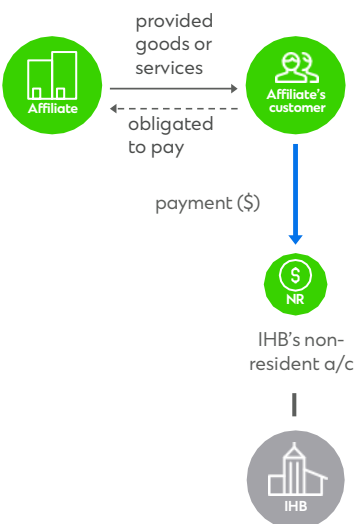 provided
goods or
services
Affiliate
Affiliate's
customer
obligated
to pay
payment ($)
$
NR
IHB's non-
resident a/c
IHB